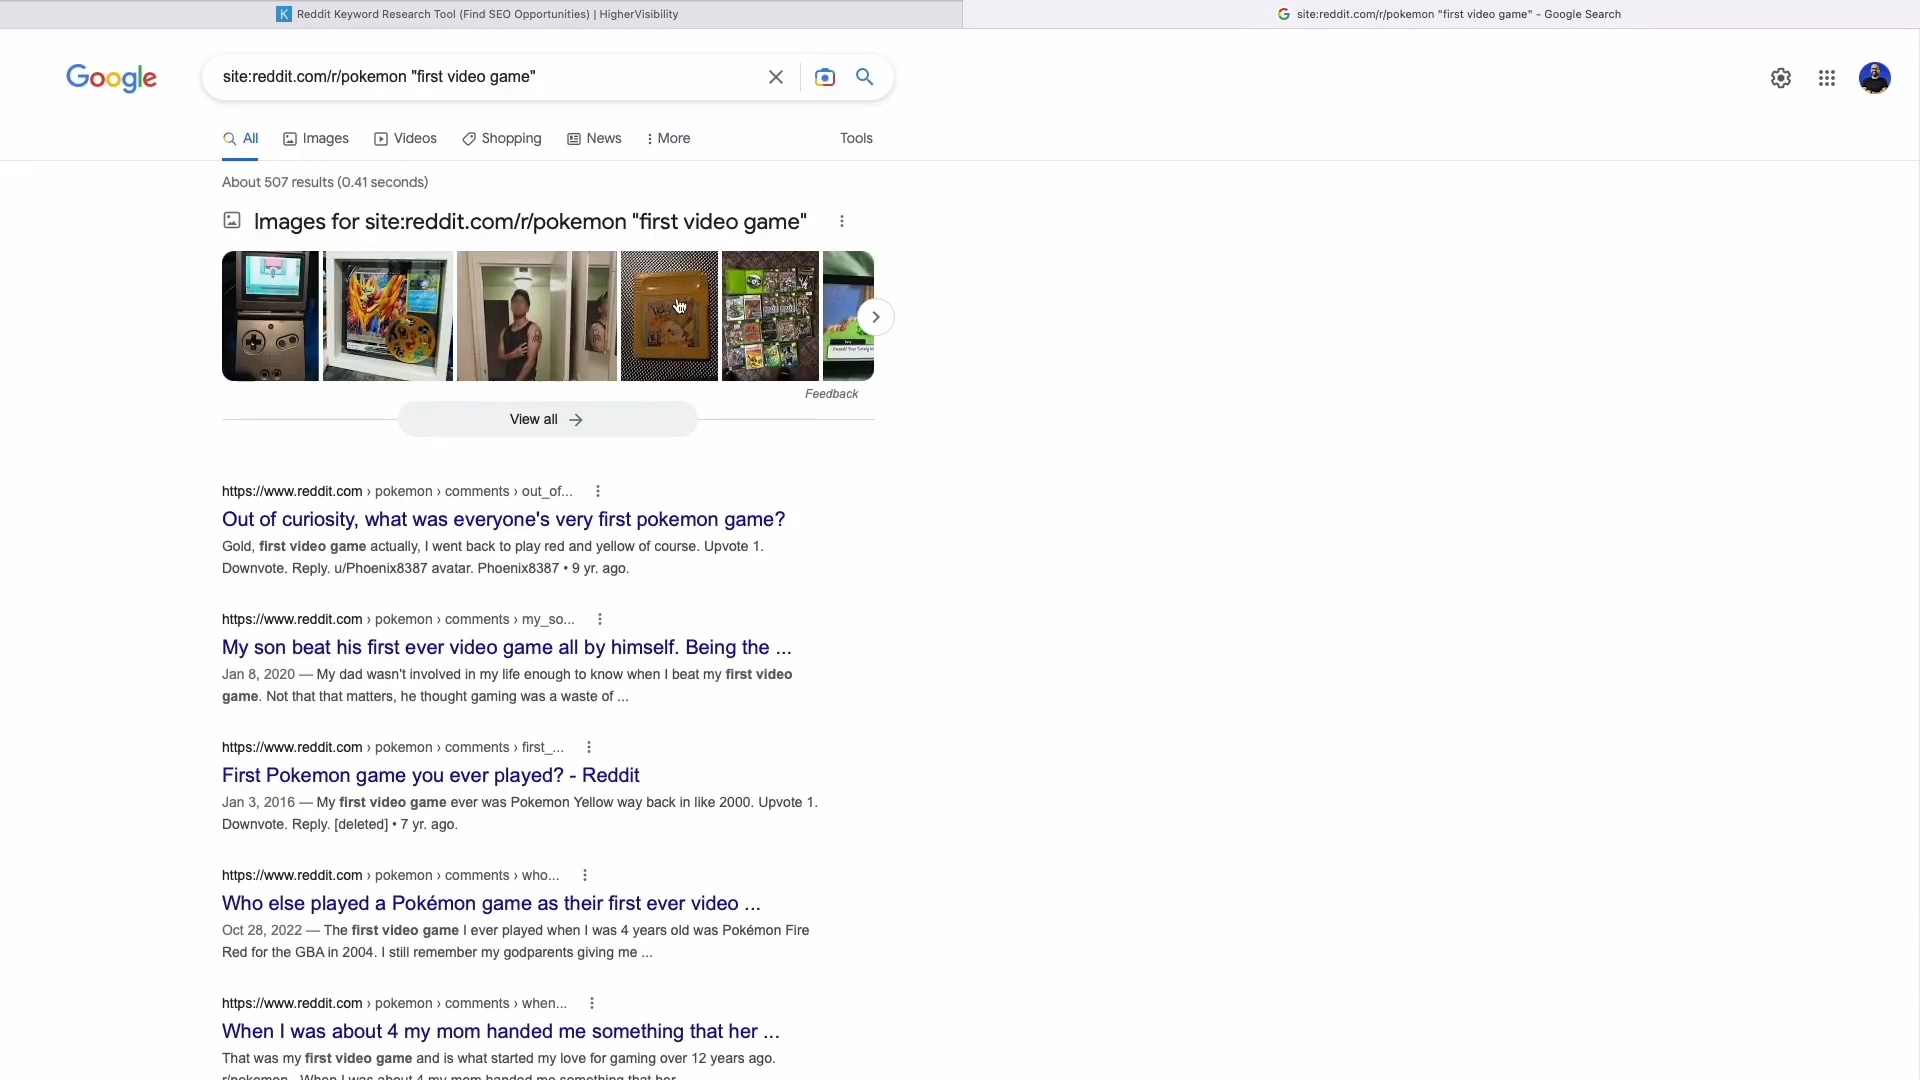 Reddit Keyword Research Tool (Find SEO Opportunities) | HigherVisibility
site:reddit.com/r/pokemon "first video game" - Google Search
Google
site:reddit.com/r/pokemon "first video game"
All Images Videos Shopping News More Tools
About 507 results (0.41 seconds)
Images for site:reddit.com/r/pokemon "first video game"
Feedback
View all
https://www.reddit.com › pokemon › comments › out_of...
Out of curiosity, what was everyone's very first pokemon game?
Gold, first video game actually, I went back to play red and yellow of course. Upvote 1.
Downvote. Reply. u/Phoenix8387 avatar. Phoenix8387 • 9 yr. ago.
https://www.reddit.com › pokemon › comments › my_so...
My son beat his first ever video game all by himself. Being the ...
Jan 8, 2020 — My dad wasn't involved in my life enough to know when I beat my first video
game. Not that that matters, he thought gaming was a waste of ...
https://www.reddit.com › pokemon › comments › first_...
First Pokemon game you ever played? - Reddit
Jan 3, 2016 — My first video game ever was Pokemon Yellow way back in like 2000. Upvote 1.
Downvote. Reply. [deleted] • 7 yr. ago.
https://www.reddit.com › pokemon › comments › who...
Who else played a Pokémon game as their first ever video ...
Oct 28, 2022 — The first video game I ever played when I was 4 years old was Pokémon Fire
Red for the GBA in 2004. I still remember my godparents giving me ...
https://www.reddit.com › pokemon › comments › when...
When I was about 4 my mom handed me something that her ...
That was my first video game and is what started my love for gaming over 12 years ago.
r/pokemon - When I was about 4 my mom handed me something that her